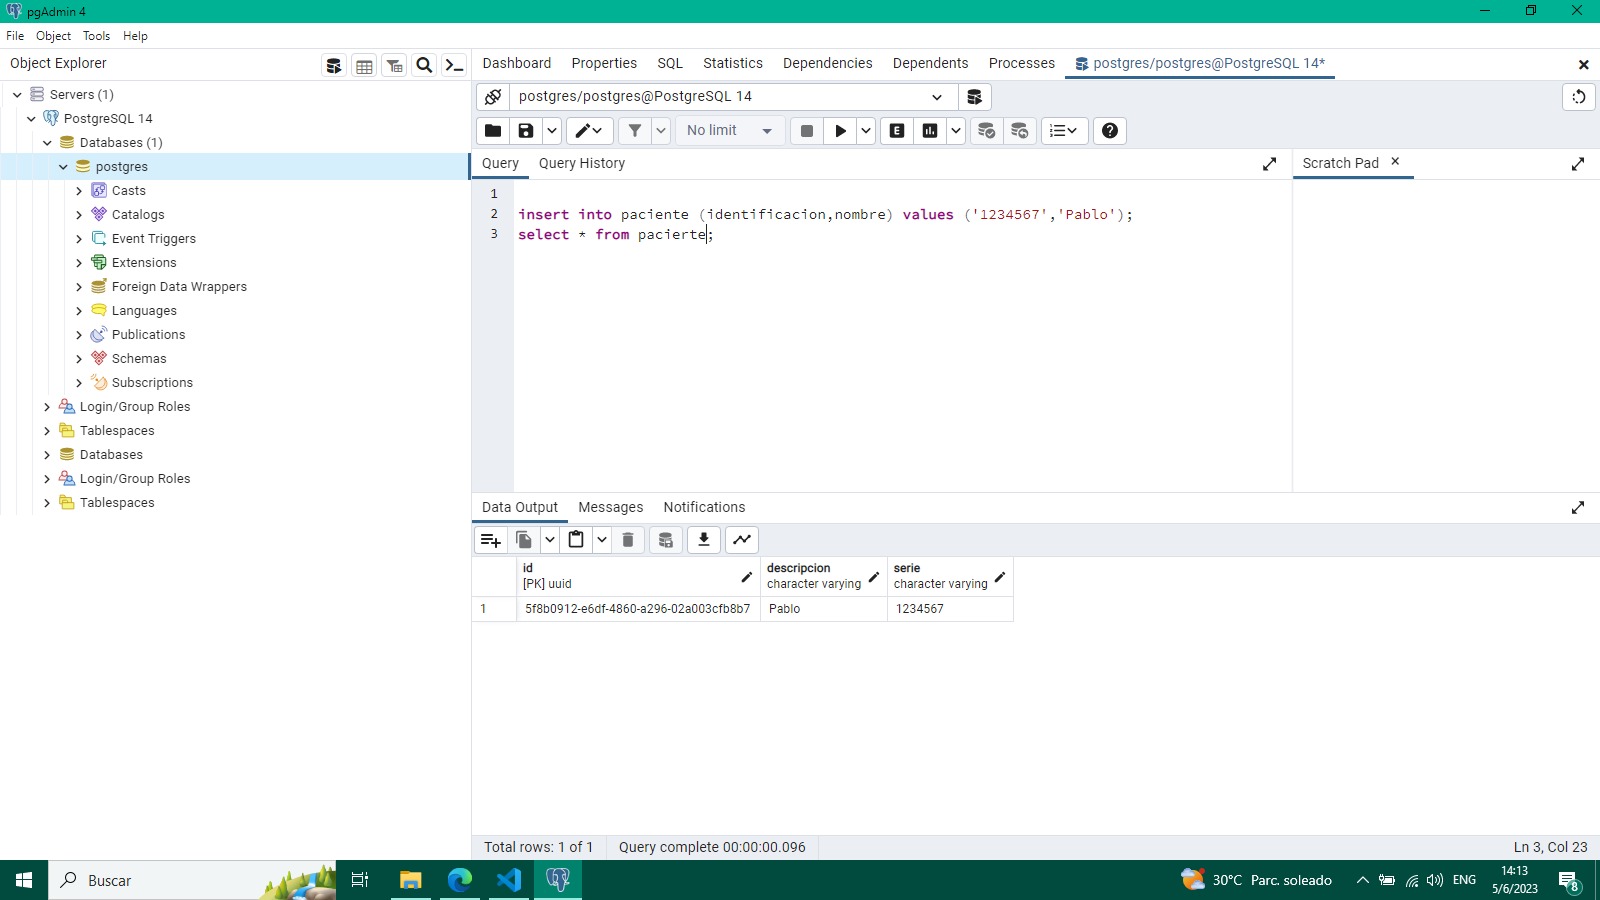 pgAdmin 4
File Object Tools Help
Object Explorer
Servers (1)
PostgreSQL 14
Databases (1)
postgres
Casts
Catalogs
Event Triggers
Extensions
Foreign Data Wrappers
Languages
Publications
Schemas
Subscriptions
Login/Group Roles
Tablespaces
Databases
Login/Group Roles
Tablespaces
Dashboard Properties SQL Statistics Dependencies Dependents Processes postgres/postgres@PostgreSQL 14*
postgres/postgres@PostgreSQL 14
No limit E
Query Query History
Scratch Pad
1
2 insert into paciente (identificacion,nombre) values ('1234567','Pablo');
3 select * from pacierte;
Data Output Messages Notifications
id descripcion serie
[PK] uuid character varying character varying
1 5f8b0912-e6df-4860-a296-02a003cfb8b7 Pablo 1234567
Total rows: 1 of 1 Query complete 00:00:00.096 Ln 3, Col 23
Buscar
30°C Parc. soleado
ENG
14:13
5/6/2023
8